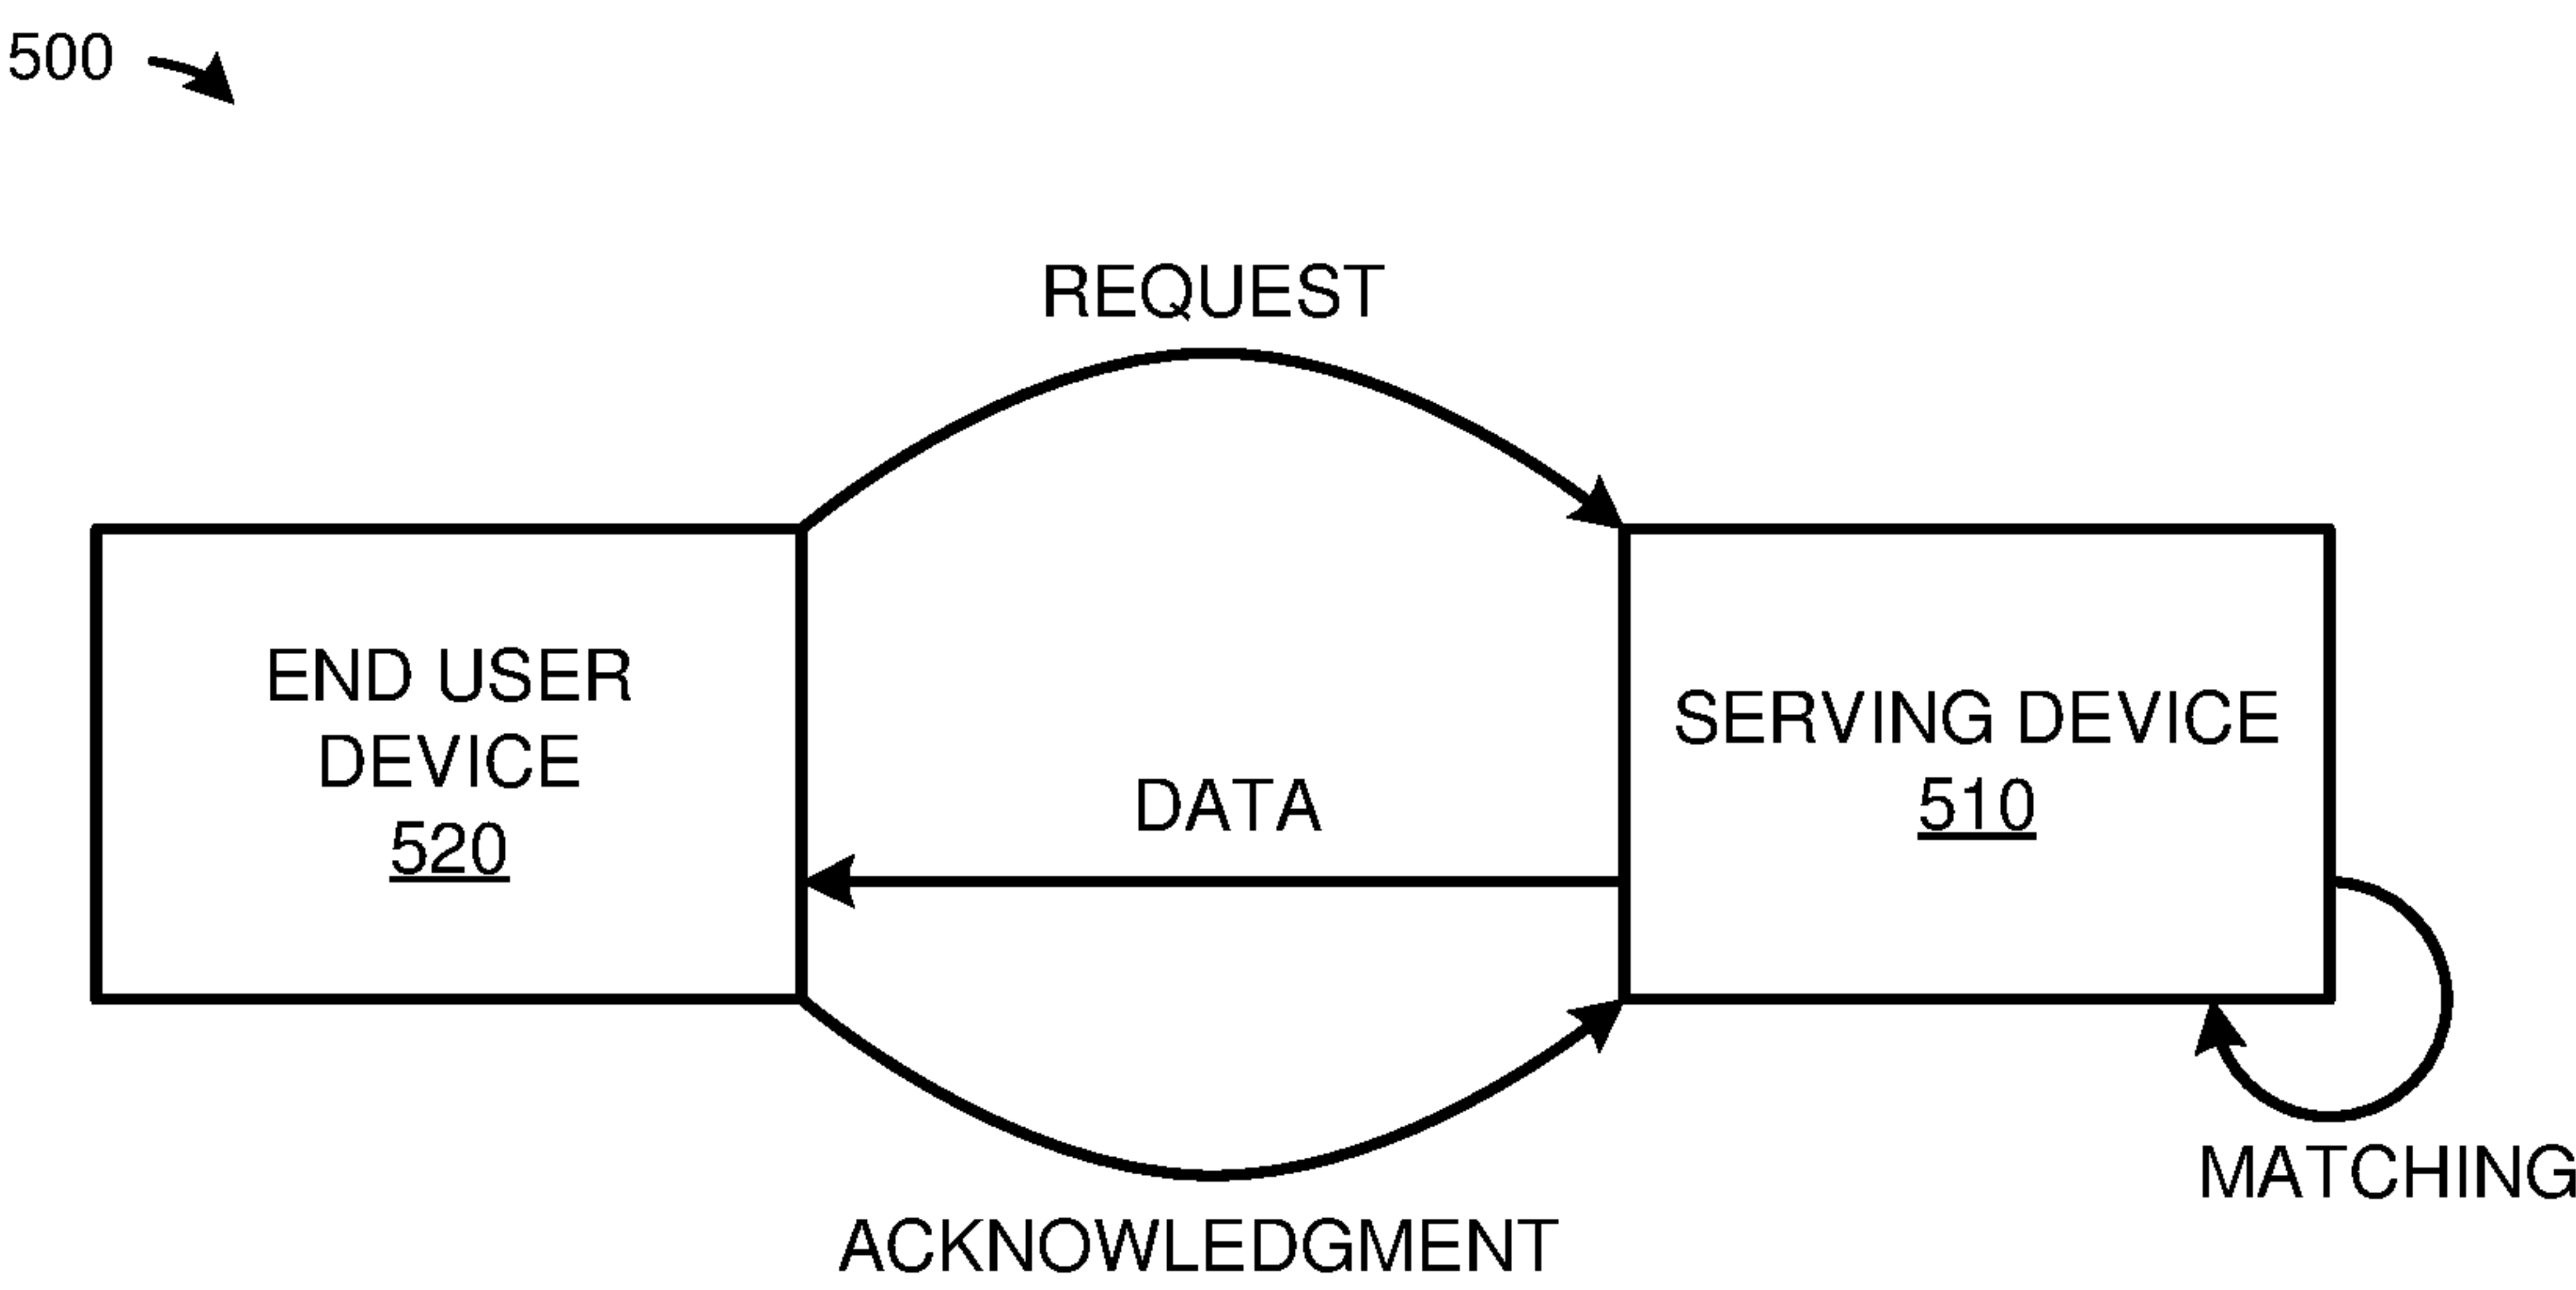 500
REQUEST
END USER
DEVICE
520
SERVING DEVICE
510
DATA
MATCHING
ACKNOWLEDGMENT